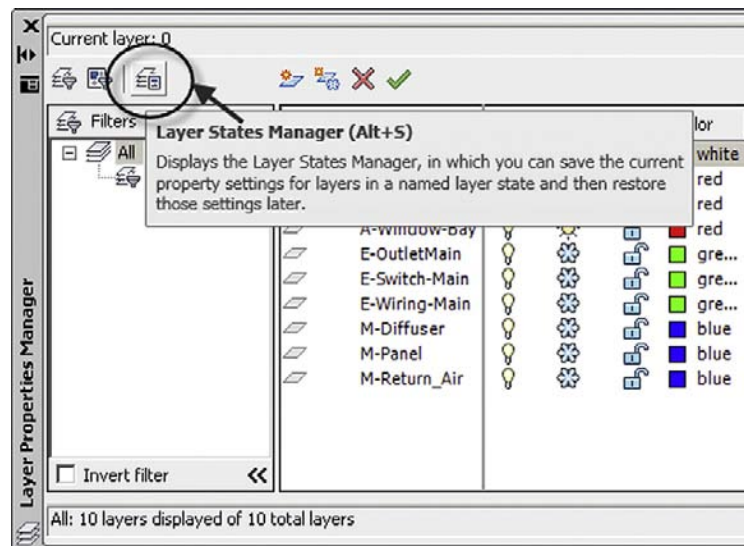 Current layer: 0
Filters
lor
Layer States Manager (Alt+S)
Displays the Layer States Manager, in which you can save the current
property settings for layers in a named layer state and then restore
those settings later.
All
white
red
red
A-Window-Bay red
E-OutletMain gre...
E-Switch-Main gre...
E-Wiring-Main gre...
M-Diffuser blue
M-Panel blue
M-Return_Air blue
Invert filter
All: 10 layers displayed of 10 total layers
Layer Properties Manager